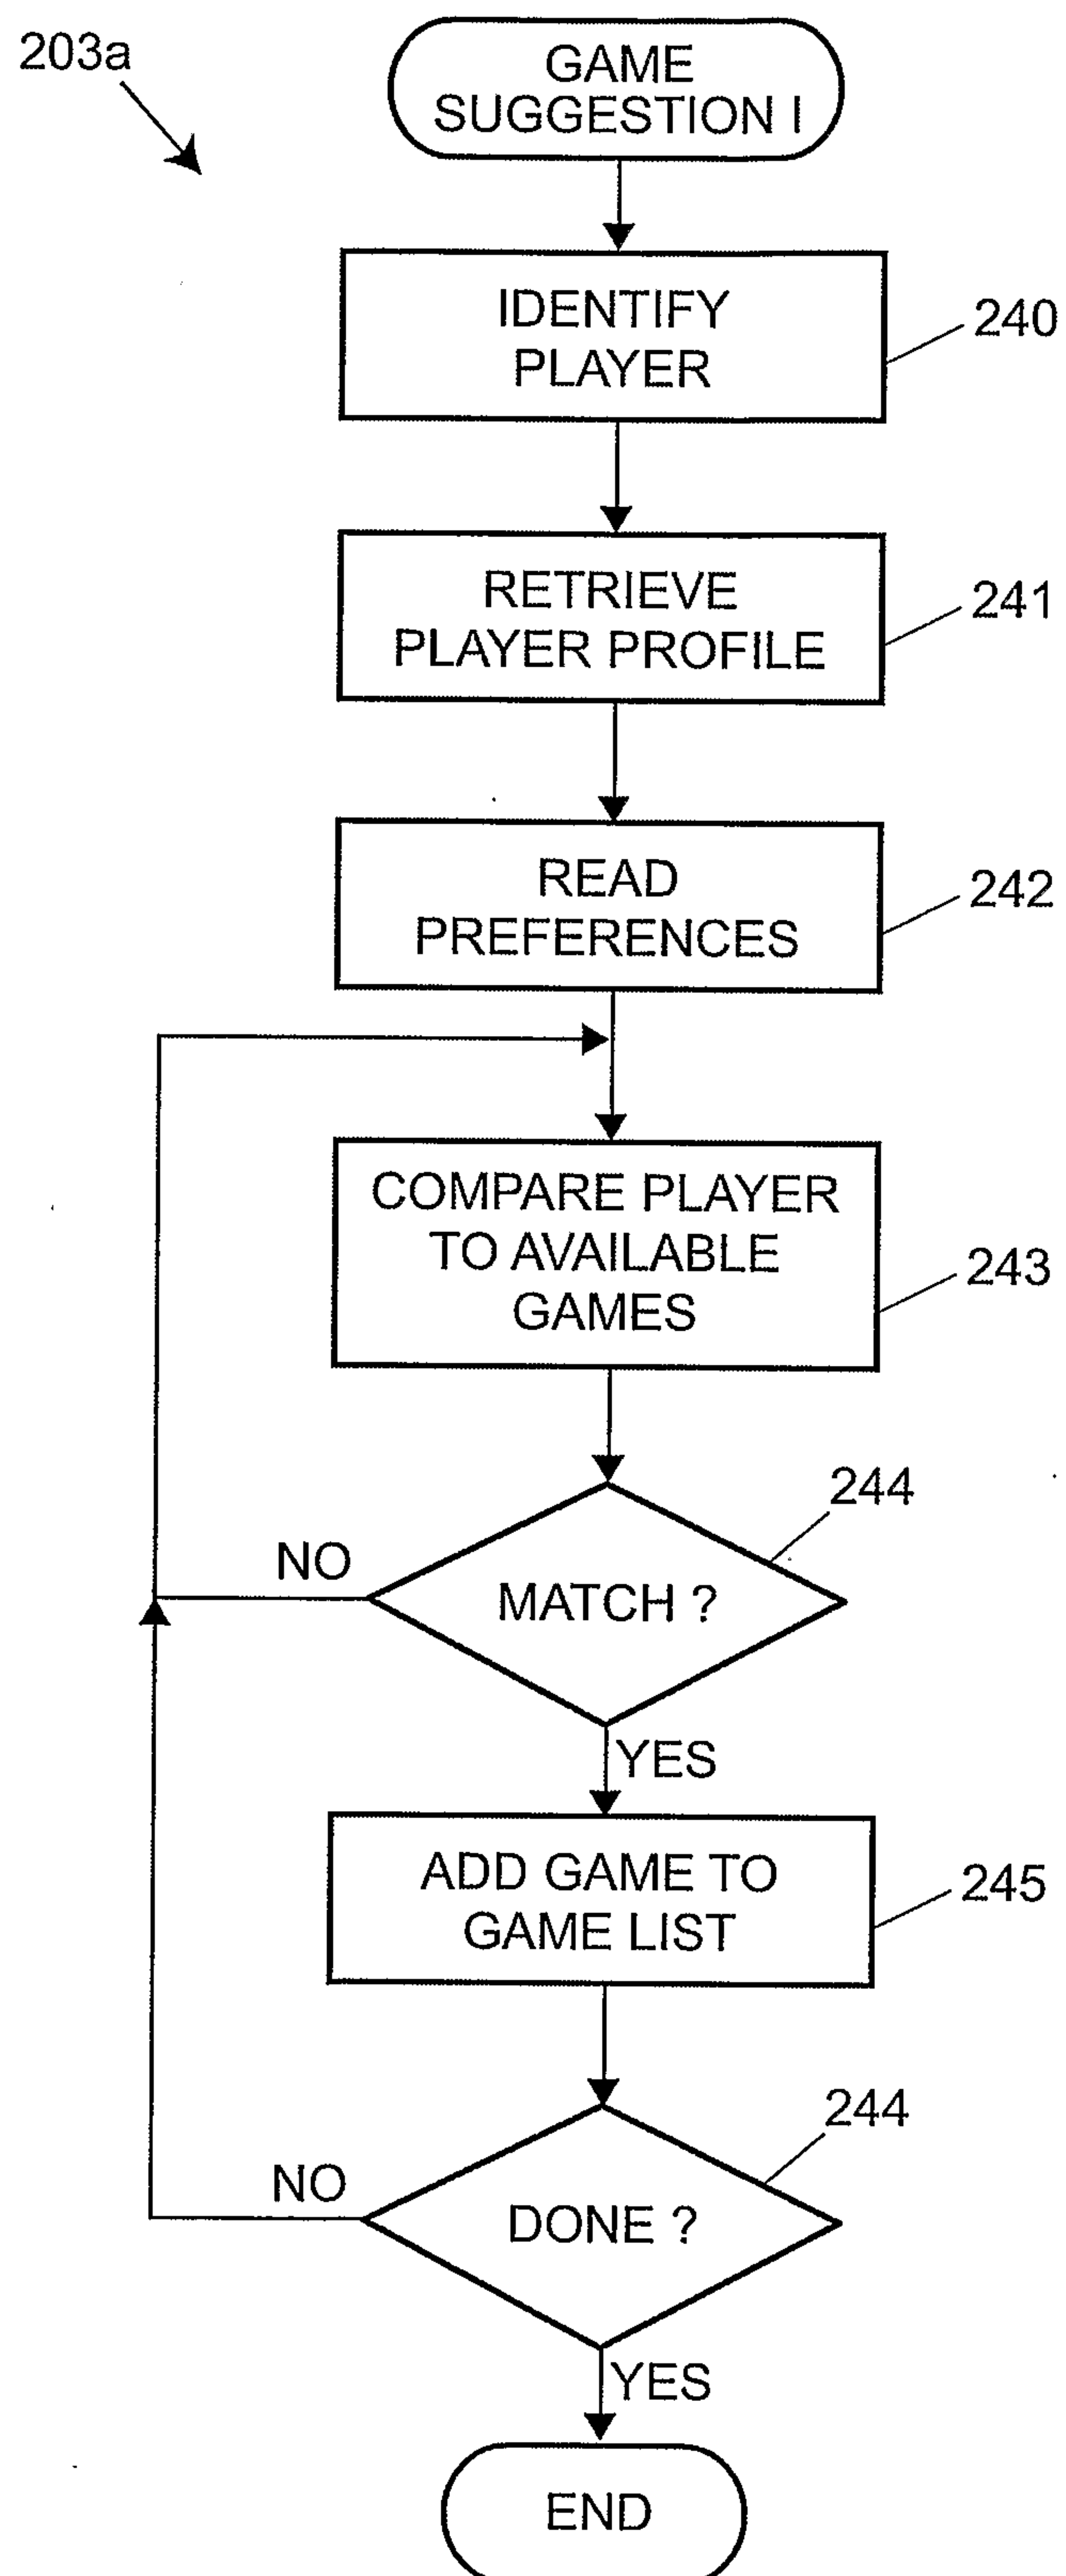 203a
GAME
SUGGESTION I
IDENTIFY
PLAYER
240
RETRIEVE
PLAYER PROFILE
241
READ
PREFERENCES
242
COMPARE PLAYER
TO AVAILABLE
GAMES
243
244
NO
MATCH ?
YES
ADD GAME TO
GAME LIST
245
244
NO
DONE ?
YES
END